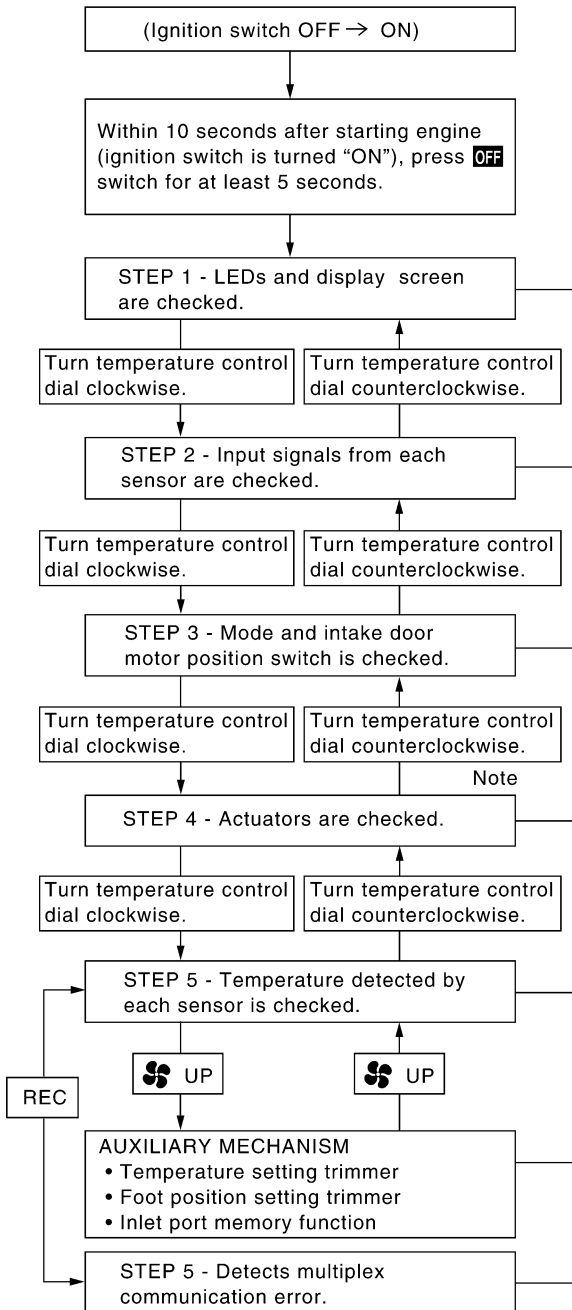 (Ignition switch OFF → ON)
Within 10 seconds after starting engine
(ignition switch is turned “ON”), press OFF
switch for at least 5 seconds.
STEP 1 - LEDs and display screen
are checked.
Turn temperature control
dial clockwise.
Turn temperature control
dial counterclockwise.
STEP 2 - Input signals from each
sensor are checked.
Turn temperature control
dial clockwise.
Turn temperature control
dial counterclockwise.
STEP 3 - Mode and intake door
motor position switch is checked.
Turn temperature control
dial clockwise.
Turn temperature control
dial counterclockwise.
Note
STEP 4 - Actuators are checked.
Turn temperature control
dial clockwise.
Turn temperature control
dial counterclockwise.
STEP 5 - Temperature detected by
each sensor is checked.
UP
UP
REC
AUXILIARY MECHANISM
• Temperature setting trimmer
• Foot position setting trimmer
• Inlet port memory function
STEP 5 - Detects multiplex
communication error.